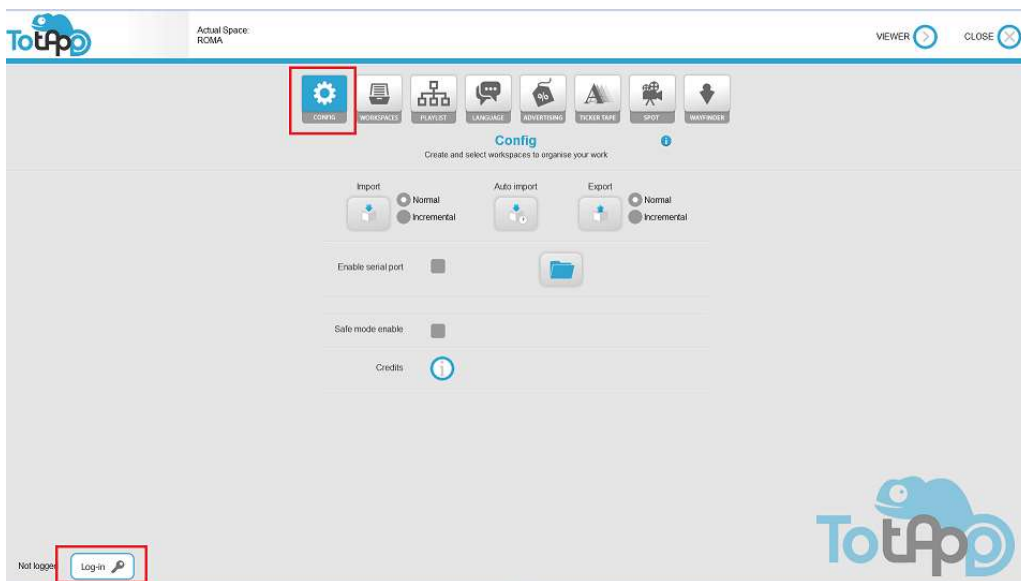 TotApp
Actual Space:
ROMA
VIEWER
CLOSE
CONFIG
WORKSPACES
PLAYLIST
LANGUAGE
%
ADVERTISING
A
TICKER TAPE
SPOT
WAYFINDER
Config
Create and select workspaces to organise your work
i
Import
Normal
Incremental
Auto import
Export
Normal
Incremental
Enable serial port
Safe mode enable
Credits
i
TotApp
Not logge
Log-in